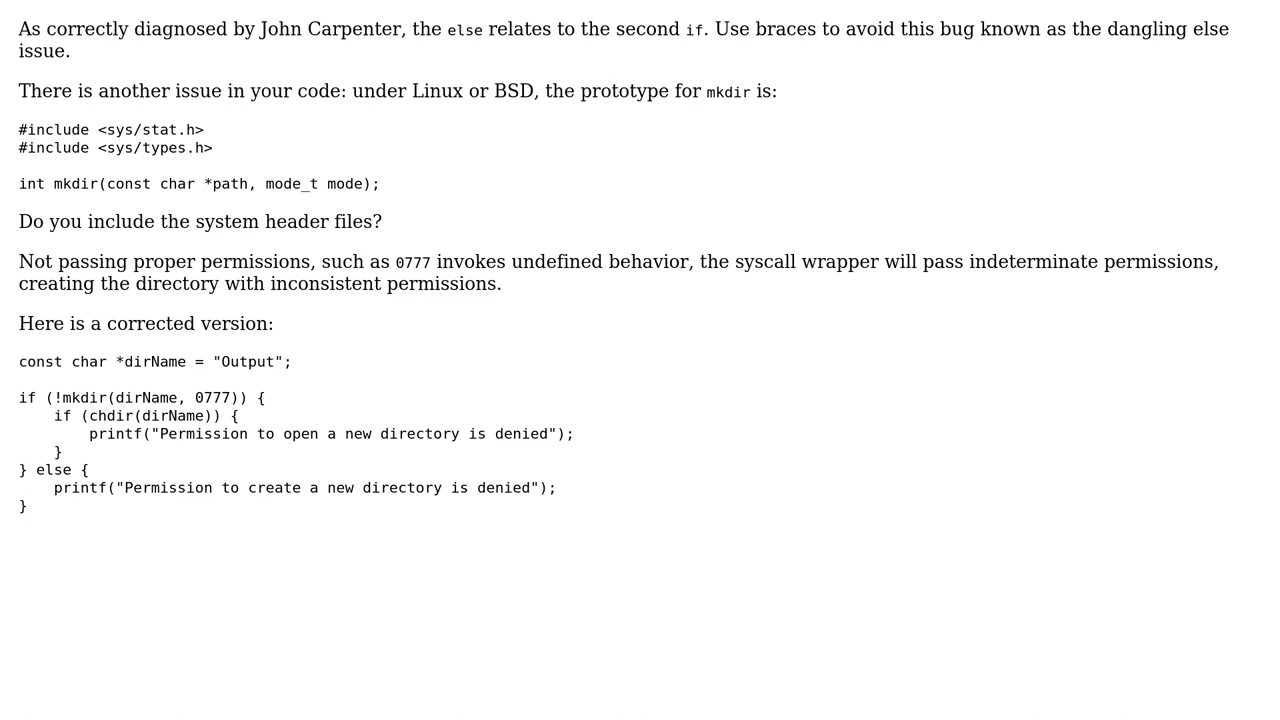 As correctly diagnosed by John Carpenter, the else relates to the second if. Use braces to avoid this bug known as the dangling else
issue.
There is another issue in your code: under Linux or BSD, the prototype for mkdir is:
#include <sys/stat.h>
#include <sys/types.h>
int mkdir(const char *path, mode_t mode);
Do you include the system header files?
Not passing proper permissions, such as 0777 invokes undefined behavior, the syscall wrapper will pass indeterminate permissions,
creating the directory with inconsistent permissions.
Here is a corrected version:
const char *dirName = "Output";
if (!mkdir(dirName, 0777)) {
    if (chdir(dirName)) {
        printf("Permission to open a new directory is denied");
    }
} else {
    printf("Permission to create a new directory is denied");
}